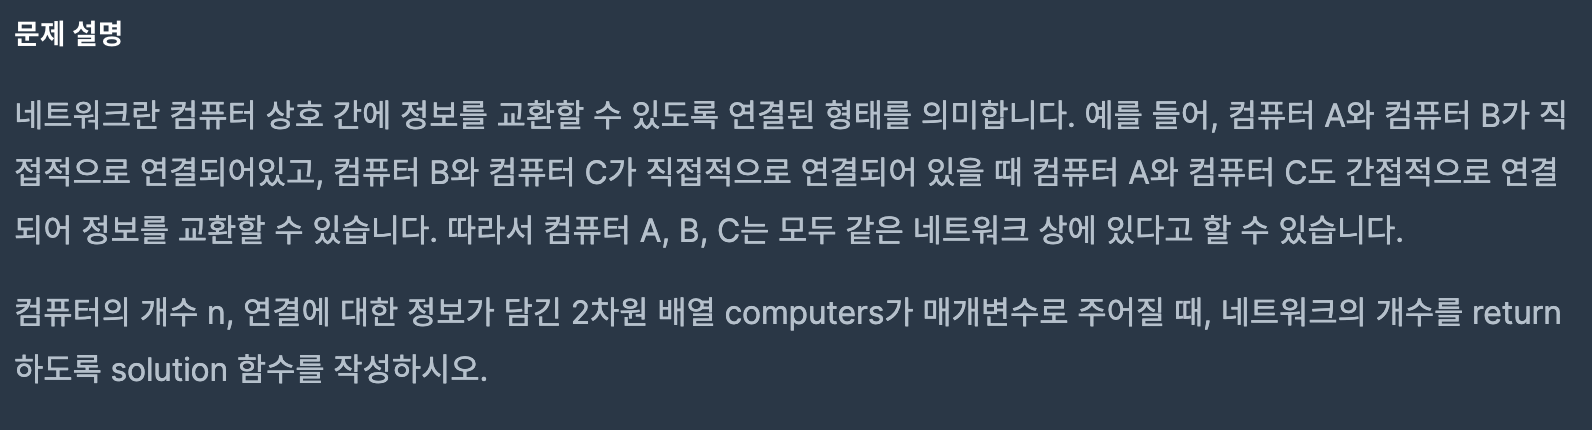 문제 설명
네트워크란 컴퓨터 상호 간에 정보를 교환할 수 있도록 연결된 형태를 의미합니다. 예를 들어, 컴퓨터 A와 컴퓨터 B가 직
접적으로 연결되어있고, 컴퓨터 B와 컴퓨터 C가 직접적으로 연결되어 있을 때 컴퓨터 A와 컴퓨터 C도 간접적으로 연결
되어 정보를 교환할 수 있습니다. 따라서 컴퓨터 A, B, C는 모두 같은 네트워크 상에 있다고 할 수 있습니다.
컴퓨터의 개수 n, 연결에 대한 정보가 담긴 2차원 배열 computers가 매개변수로 주어질 때, 네트워크의 개수를 return
하도록 solution 함수를 작성하시오.